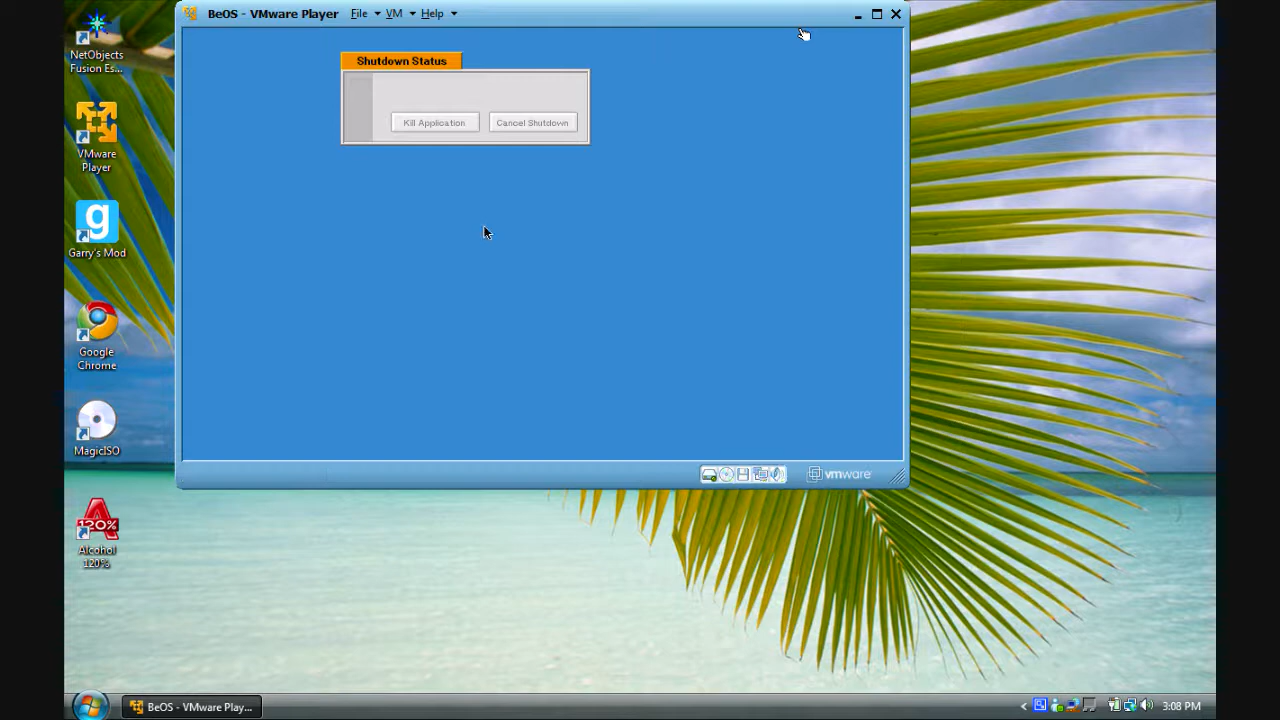 BeOS - VMware Player File VM Help
NetObjects
Fusion Es...
Shutdown Status
Kill Application Cancel Shutdown
VMware
Player
g
Garry's Mod
Google
Chrome
MagicISO
vmware
120%
Alcohol
120%
BeOS - VMware Play...
3:08 PM